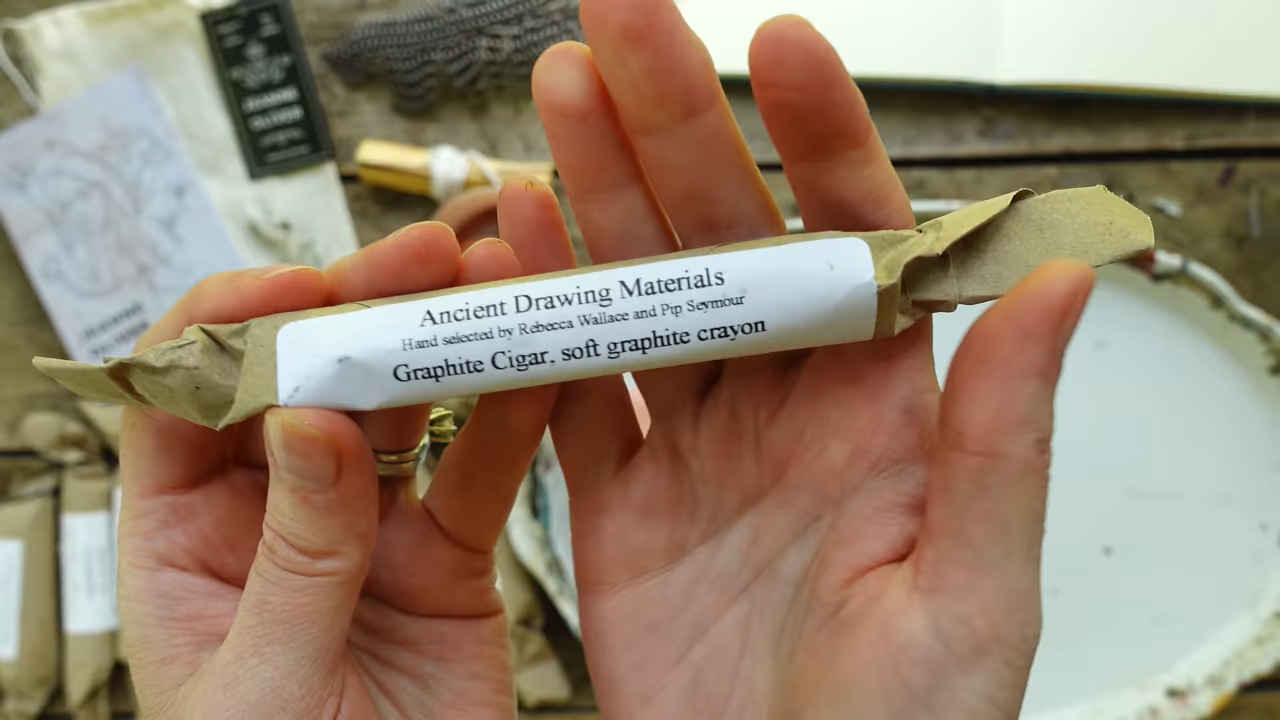 Ancient Drawing Materials
Hand selected by Rebecca Wallace and Pip Seymour
Graphite Cigar, soft graphite crayon